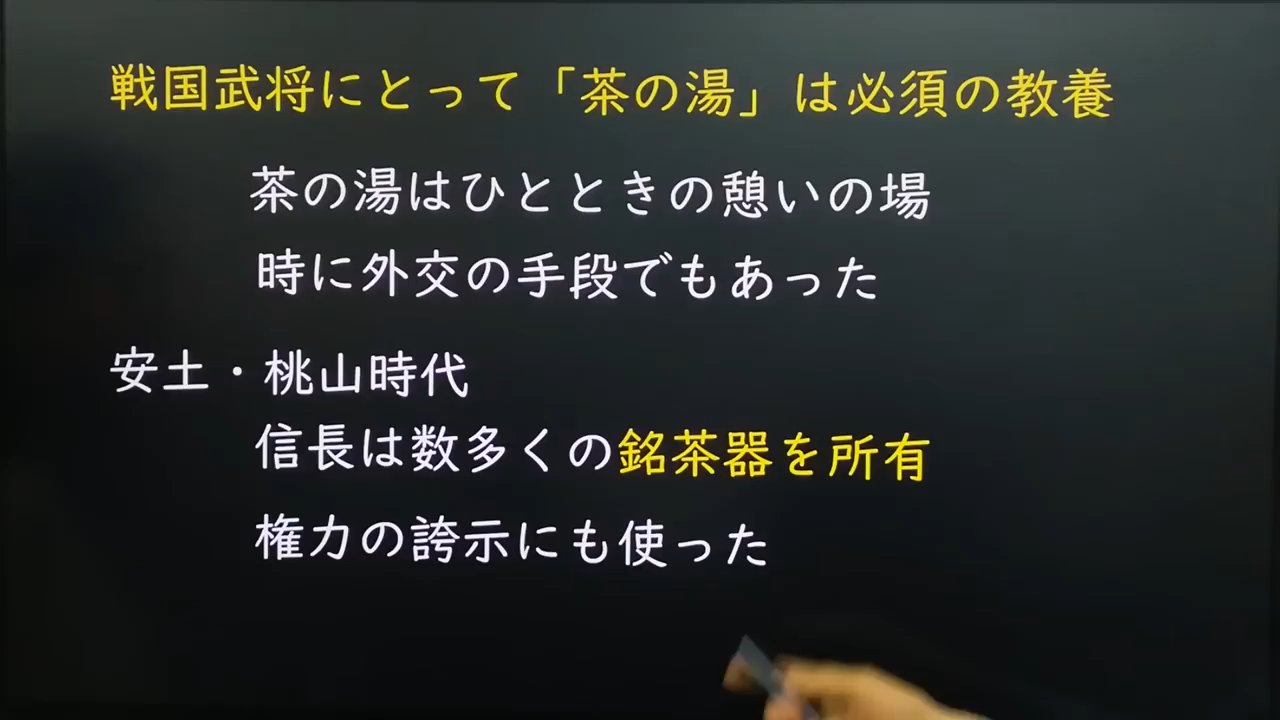 戦国武将にとって「茶の湯」は必須の教養
茶の湯はひとときの憩いの場
時に外交の手段でもあった
安土・桃山時代
信長は数多くの銘茶器を所有
権力の誇示にも使った